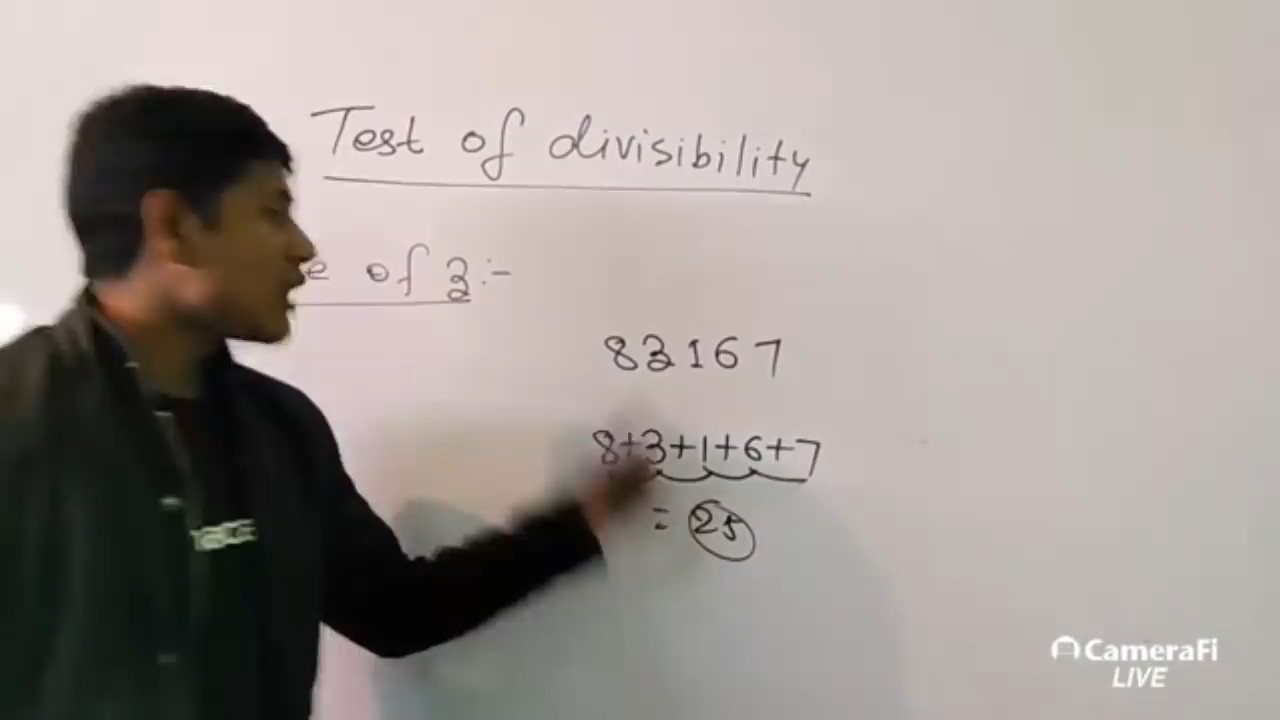 Test of divisibility
e of 3:-
83167
8+3+1+6+7
= 25
CameraFi
LIVE